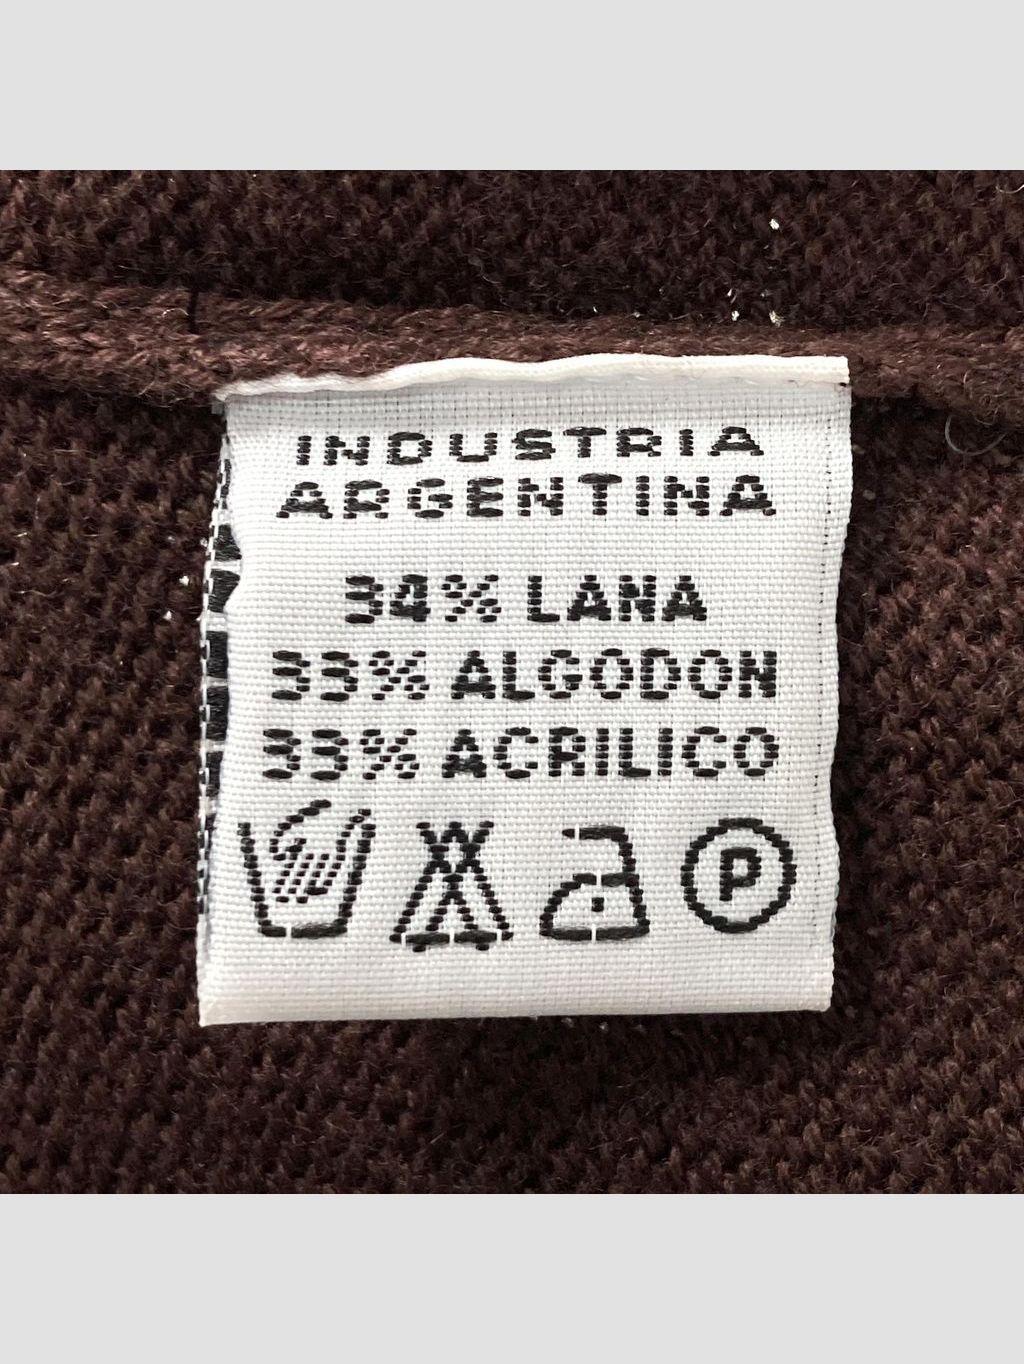 INDUSTRIA
ARGENTINA
34% LANA
33% ALGODON
33% ACRILICO
P